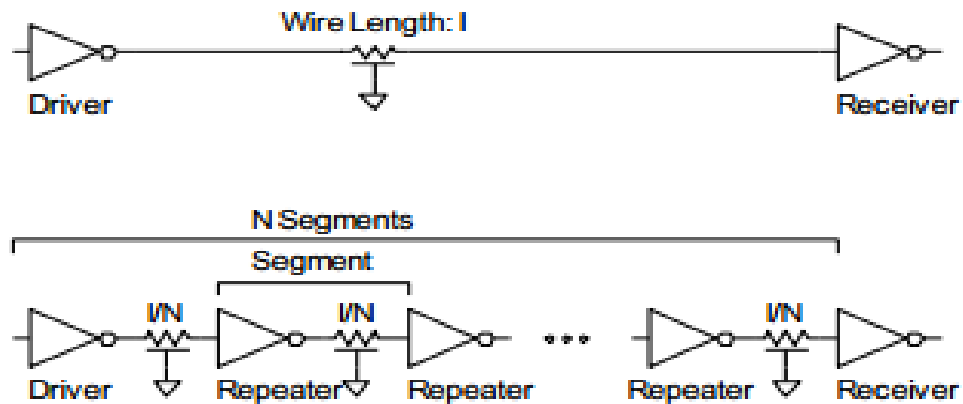 Wire Length: l
Driver
Receiver
N Segments
Segment
l/N
l/N
l/N
Driver
Repeater
Repeater
Repeater
Receiver